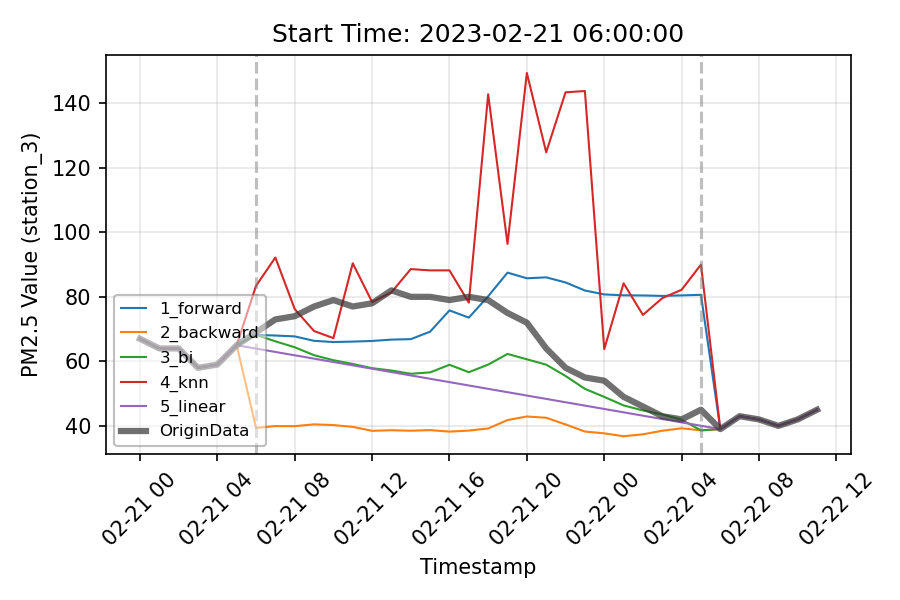 Start Time: 2023-02-21 06:00:00
PM2.5 Value (station_3)
140
120
100
80
60
40
1_forward
2_backward
3_bi
4_knn
5_linear
OriginData
02-21 00
02-21 04
02-21 08
02-21 12
02-21 16
02-21 20
02-22 00
02-22 04
02-22 08
02-22 12
Timestamp